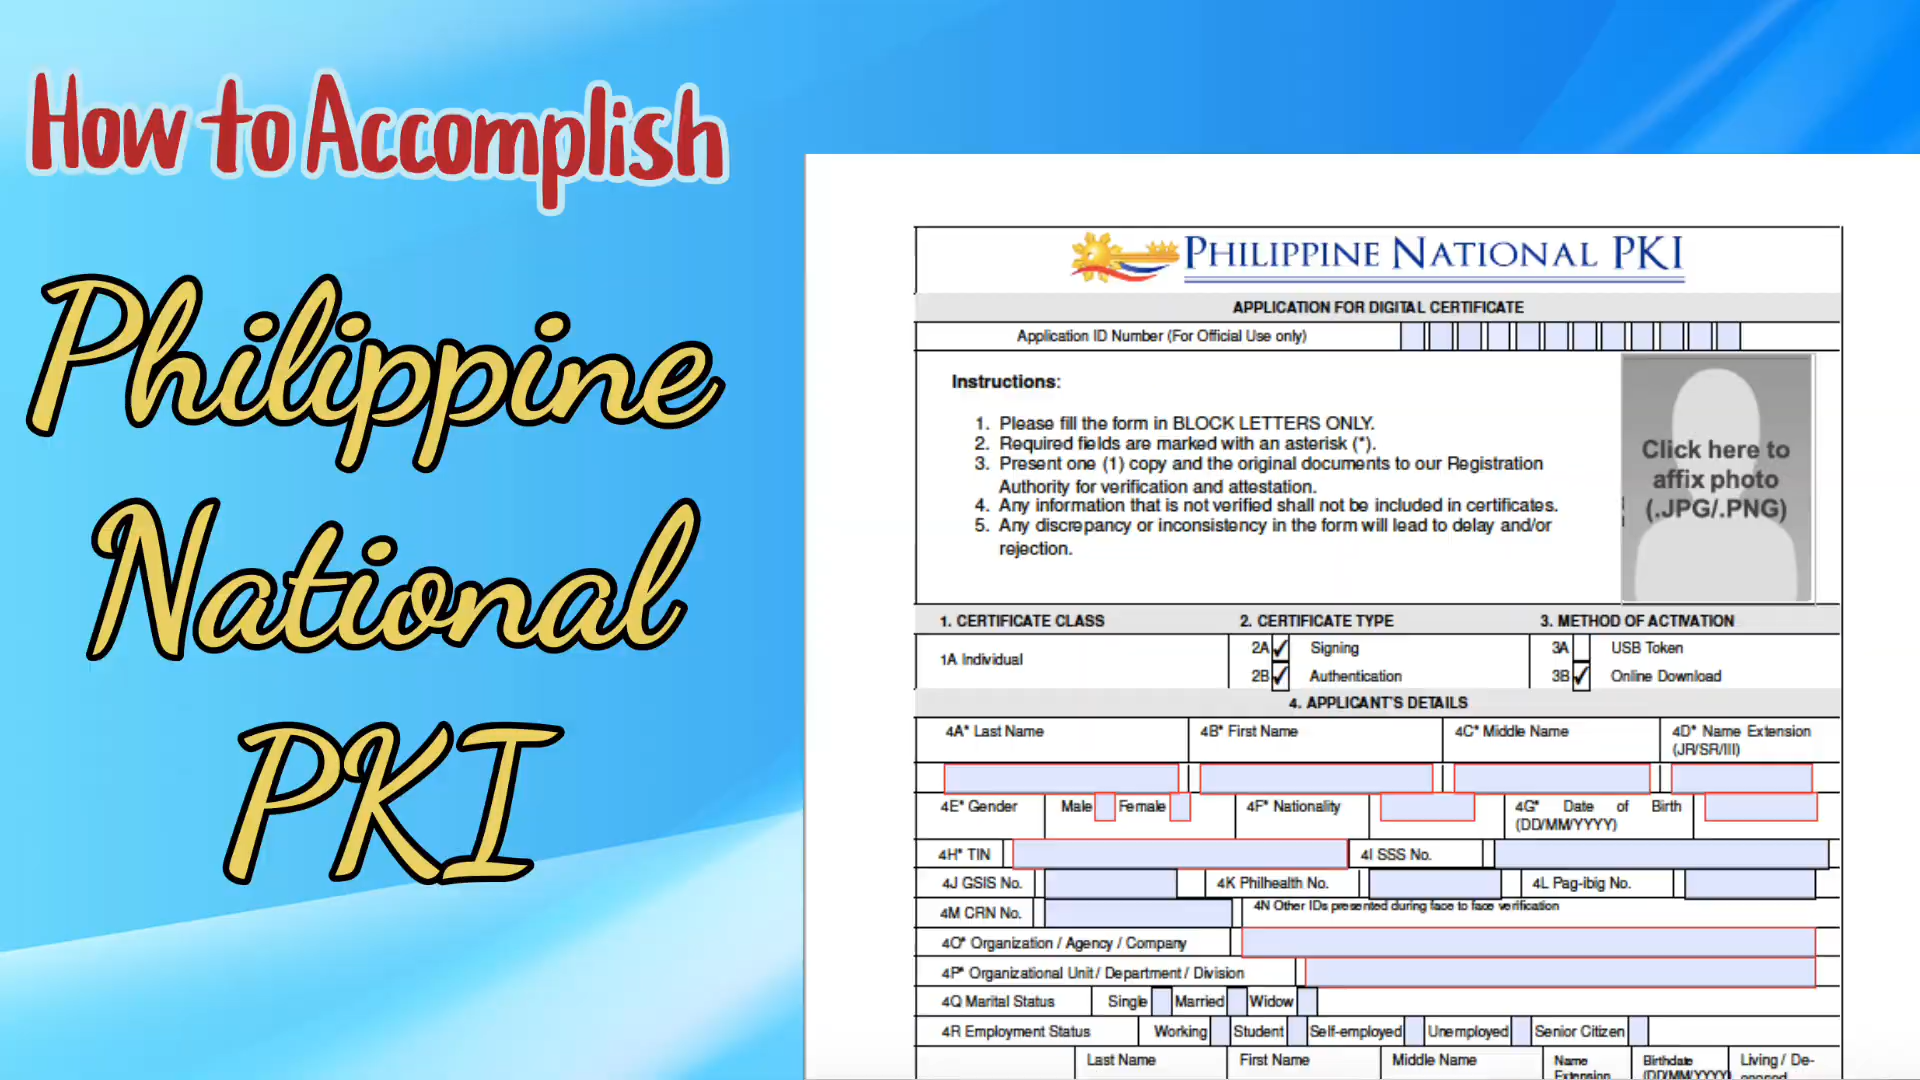 How to Accomplish
Philippine
National
PKI
PHILIPPINE NATIONAL PKI
APPLICATION FOR DIGITAL CERTIFICATE
Application ID Number (For Official Use only)
Instructions:
1. Please fill the form in BLOCK LETTERS ONLY.
2. Required fields are marked with an asterisk (*).
3. Present one (1) copy and the original documents to our Registration
Authority for verification and attestation.
4. Any information that is not verified shall not be included in certificates.
5. Any discrepancy or inconsistency in the form will lead to delay and/or
rejection.
Click here to
affix photo
(.JPG/.PNG)
1. CERTIFICATE CLASS 2. CERTIFICATE TYPE 3. METHOD OF ACTIVATION
1A Individual
2A Signing 3A USB Token
2B Authentication 3B Online Download
4. APPLICANT'S DETAILS
4A* Last Name 4B* First Name 4C* Middle Name 4D* Name Extension
(JR/SR/III)
4E* Gender Male Female 4F* Nationality 4G* Date of Birth
(DD/MM/YYYY)
4H* TIN 4I SSS No.
4J GSIS No. 4K Philhealth No. 4L Pag-ibig No.
4M CRN No. 4N Other IDs presented during face to face verification
4O* Organization / Agency / Company
4P* Organizational Unit / Department / Division
4Q Marital Status Single Married Widow
4R Employment Status Working Student Self-employed Unemployed Senior Citizen
Last Name First Name Middle Name Name Birthdate Living / De-
Extension (DD/MM/YYYY)